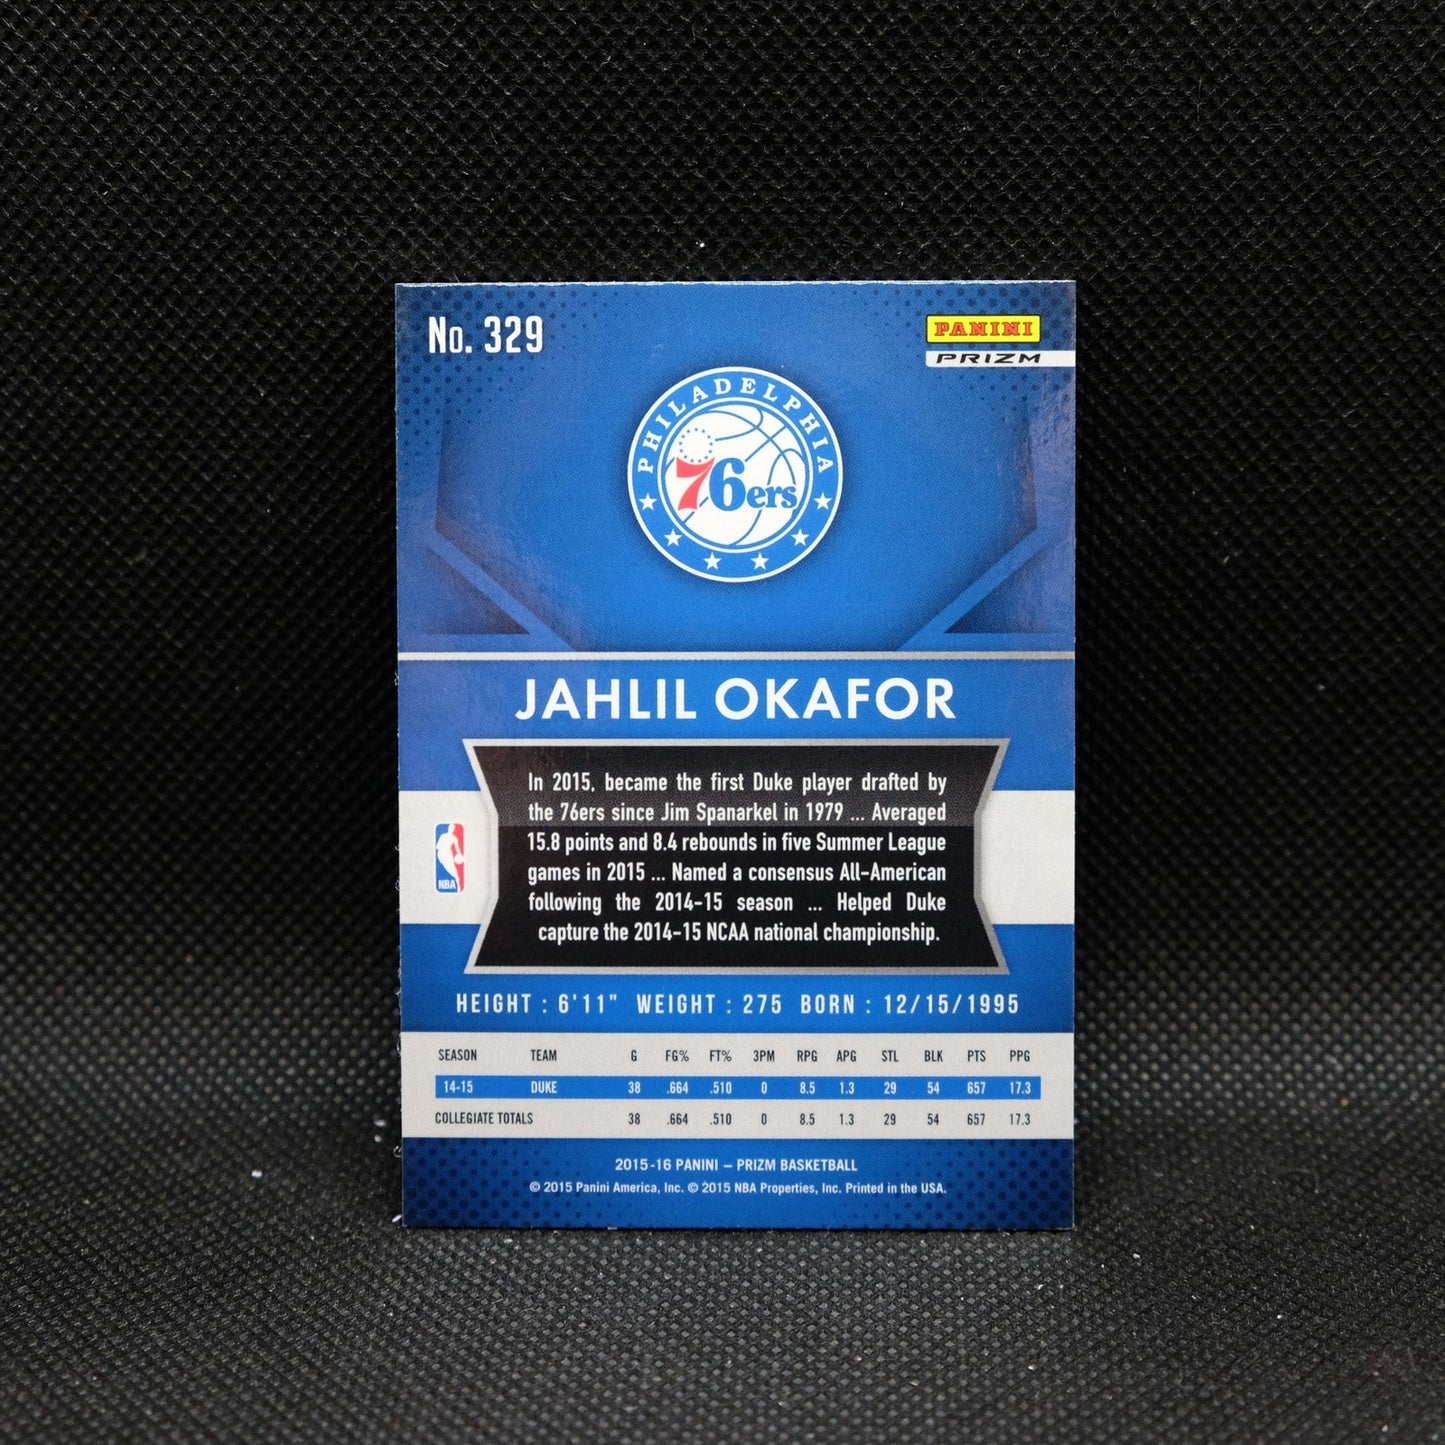 No. 329
PANINI
PRIZM
PHILADELPHIA
76ers
JAHLIL OKAFOR
In 2015, became the first Duke player drafted by
the 76ers since Jim Spanarkel in 1979 ... Averaged
15.8 points and 8.4 rebounds in five Summer League
games in 2015 ... Named a consensus All-American
following the 2014-15 season ... Helped Duke
capture the 2014-15 NCAA national championship.
NBA
HEIGHT : 6'11" WEIGHT : 275 BORN : 12/15/1995
SEASON TEAM G FG% FT% 3PM RPG APG STL BLK PTS PPG
14-15 DUKE 38 .664 .510 0 8.5 1.3 29 54 657 17.3
COLLEGIATE TOTALS 38 .664 .510 0 8.5 1.3 29 54 657 17.3
2015-16 PANINI – PRIZM BASKETBALL
© 2015 Panini America, Inc. © 2015 NBA Properties, Inc. Printed in the USA.